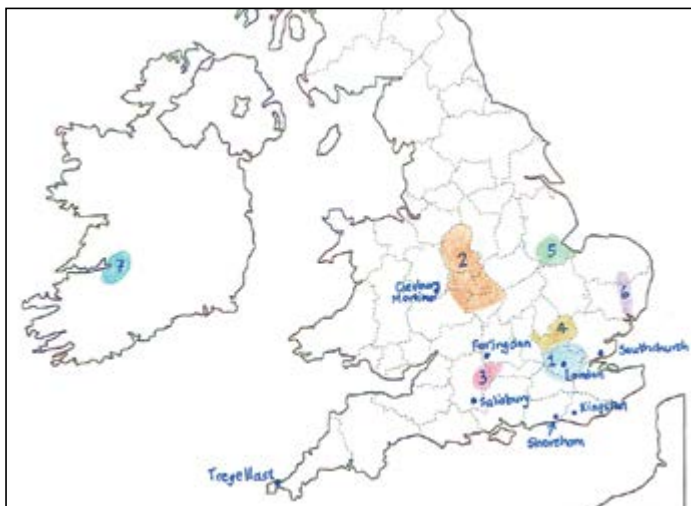 7
2
5
6
Cleobury
Mortimer
4
Faringdon
Southchurch
1
London
3
Salisbury
Kingston
Shoreham
Tregellast